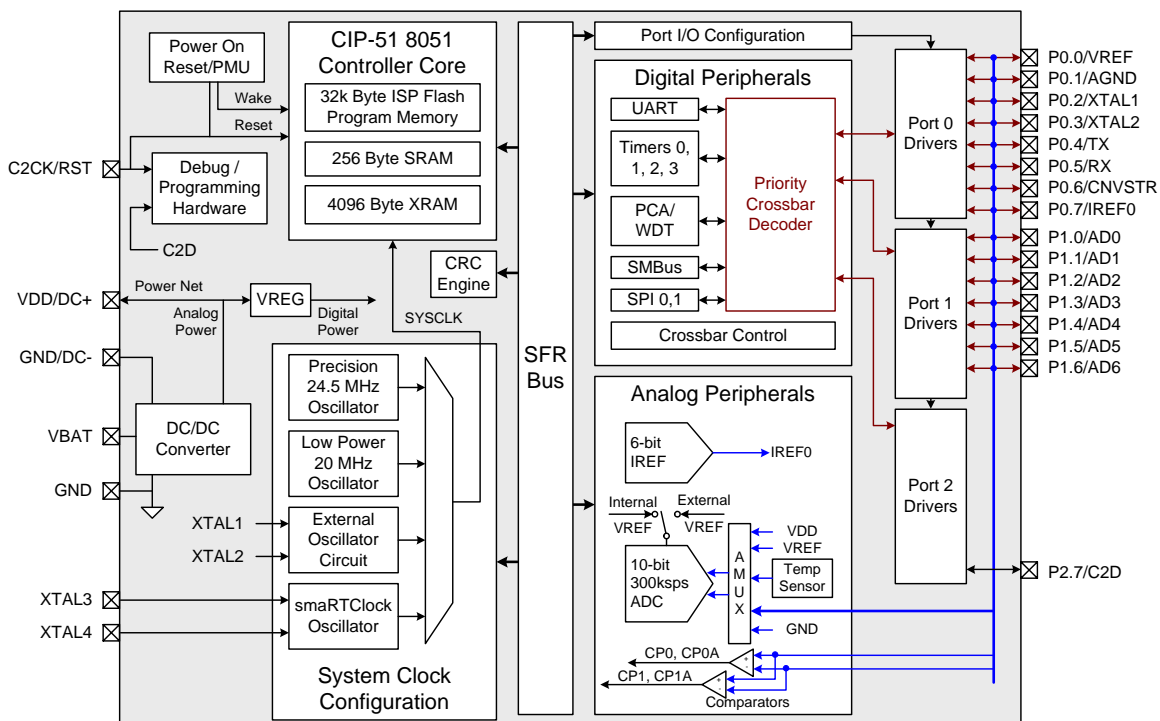 Power On
Reset/PMU
Wake
Reset
C2CK/RST
Debug /
Programming
Hardware
C2D
VDD/DC+
Power Net
Analog
Power
VREG
Digital
Power
GND/DC-
VBAT
DC/DC
Converter
GND
XTAL1
XTAL2
XTAL3
XTAL4
CIP-51 8051
Controller Core
32k Byte ISP Flash
Program Memory
256 Byte SRAM
4096 Byte XRAM
CRC
Engine
SYSCLK
Precision
24.5 MHz
Oscillator
Low Power
20 MHz
Oscillator
External
Oscillator
Circuit
smaRTClock
Oscillator
System Clock
Configuration
SFR
Bus
Port I/O Configuration
Digital Peripherals
UART
Timers 0,
1, 2, 3
PCA/
WDT
SMBus
SPI 0,1
Priority
Crossbar
Decoder
Crossbar Control
Analog Peripherals
6-bit
IREF
IREF0
Internal
VREF
External
VREF
10-bit
300ksps
ADC
A
M
U
X
VDD
VREF
Temp
Sensor
GND
CP0, CP0A
+
-
CP1, CP1A
+
-
Comparators
Port 0
Drivers
Port 1
Drivers
Port 2
Drivers
P0.0/VREF
P0.1/AGND
P0.2/XTAL1
P0.3/XTAL2
P0.4/TX
P0.5/RX
P0.6/CNVSTR
P0.7/IREF0
P1.0/AD0
P1.1/AD1
P1.2/AD2
P1.3/AD3
P1.4/AD4
P1.5/AD5
P1.6/AD6
P2.7/C2D